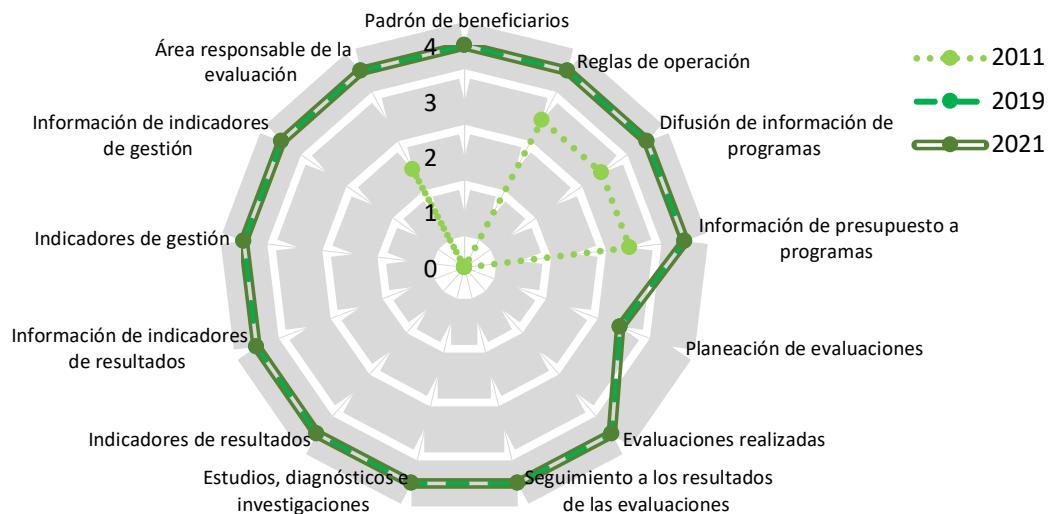 Padrón de beneficiarios
Reglas de operación
Difusión de información de
programas
Información de presupuesto a
programas
Planeación de evaluaciones
Evaluaciones realizadas
Seguimiento a los resultados
de las evaluaciones
Estudios, diagnósticos e
investigaciones
Indicadores de resultados
Información de indicadores
de resultados
Indicadores de gestión
Información de indicadores
de gestión
Área responsable de la
evaluación
4
3
2
1
0
2011
2019
2021